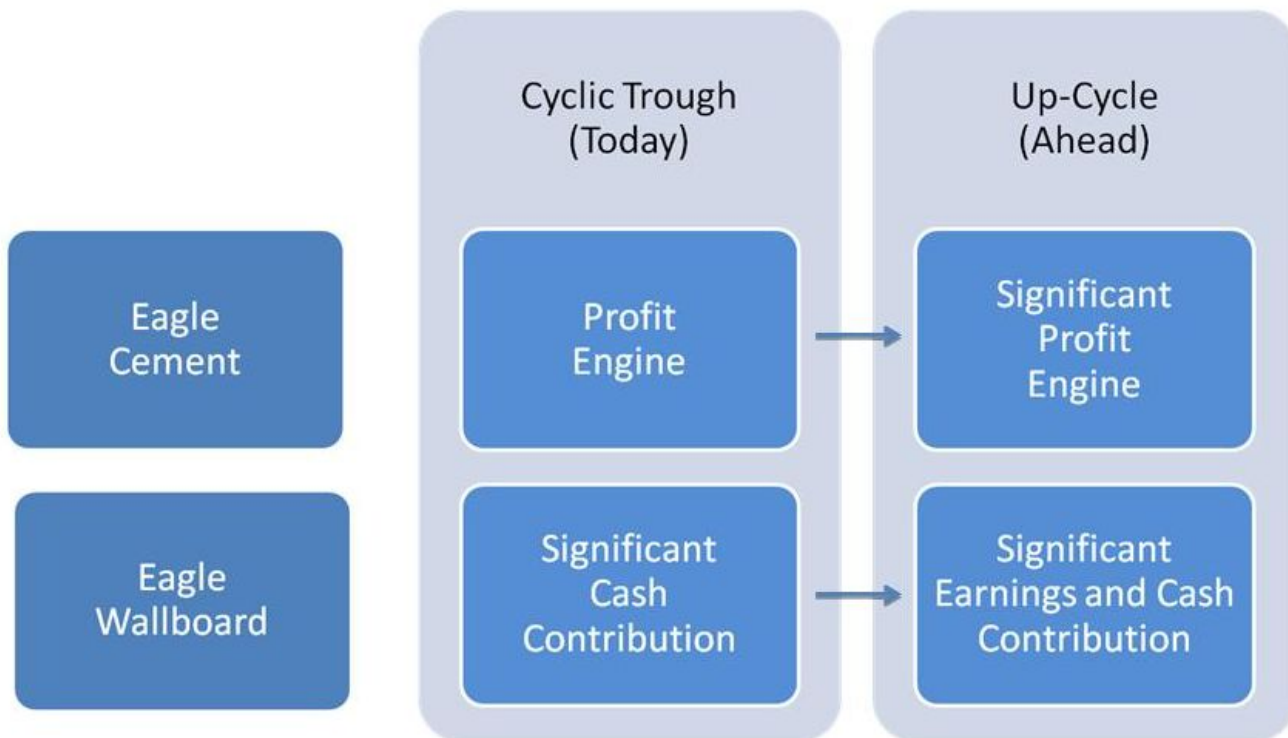 Cyclic Trough
(Today)
Up-Cycle
(Ahead)
Eagle
Cement
Profit
Engine
Significant
Profit
Engine
Eagle
Wallboard
Significant
Cash
Contribution
Significant
Earnings and Cash
Contribution